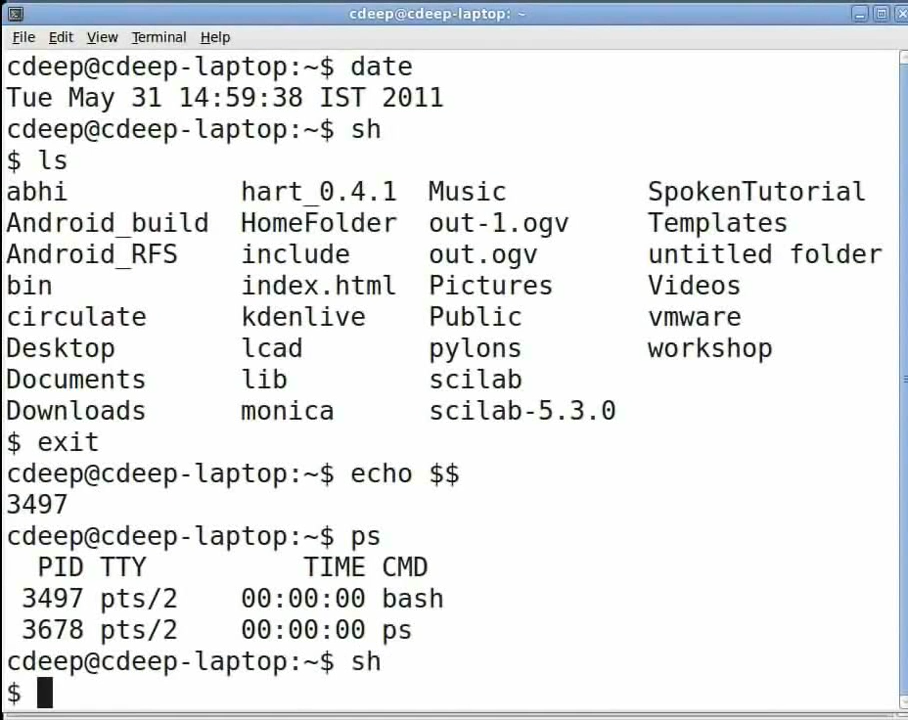 cdeep@cdeep-laptop: ~
File Edit View Terminal Help
cdeep@cdeep-laptop:~$ date
Tue May 31 14:59:38 IST 2011
cdeep@cdeep-laptop:~$ sh
$ ls
abhi hart_0.4.1 Music SpokenTutorial
Android_build HomeFolder out-1.ogv Templates
Android_RFS include out.ogv untitled folder
bin index.html Pictures Videos
circulate kdenlive Public vmware
Desktop lcad pylons workshop
Documents lib scilab
Downloads monica scilab-5.3.0
$ exit
cdeep@cdeep-laptop:~$ echo $$
3497
cdeep@cdeep-laptop:~$ ps
PID TTY TIME CMD
3497 pts/2 00:00:00 bash
3678 pts/2 00:00:00 ps
cdeep@cdeep-laptop:~$ sh
$